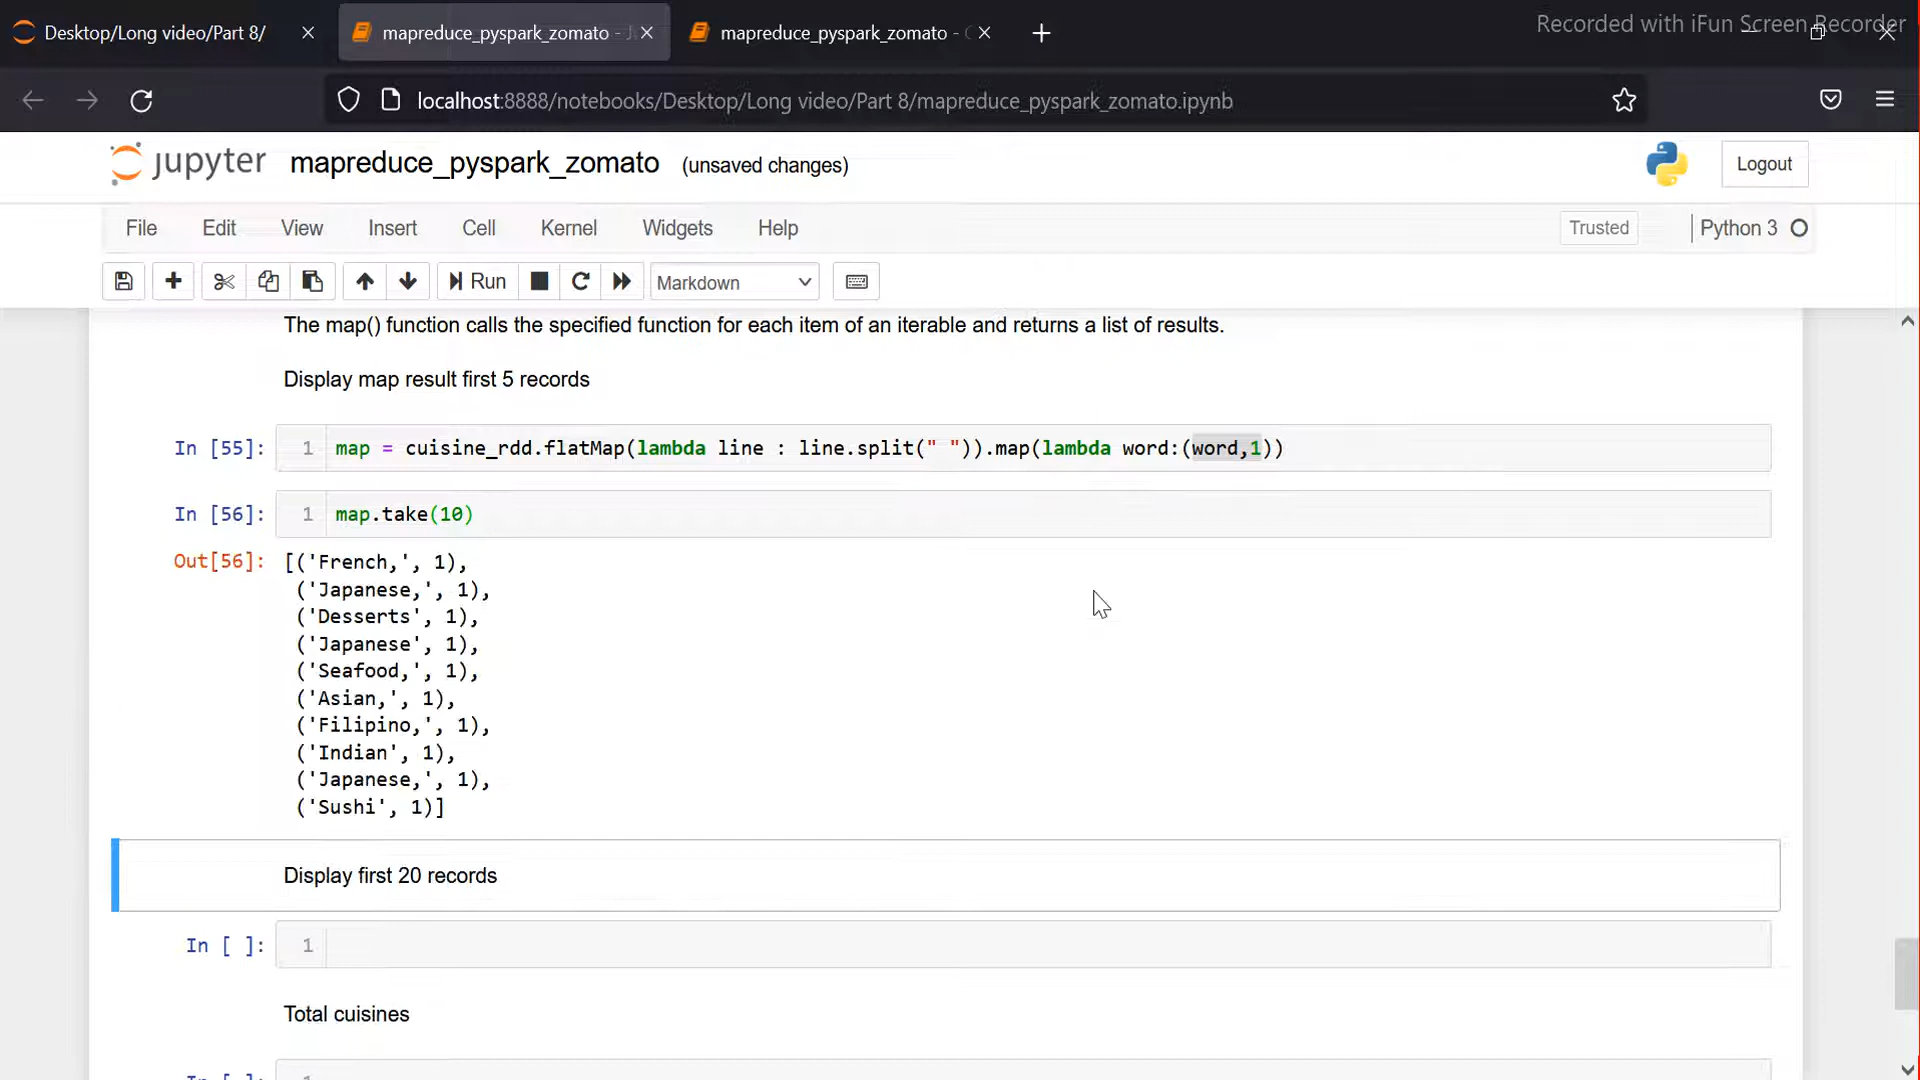 Recorded with iFun Screen Recorder
Desktop/Long video/Part 8/
mapreduce_pyspark_zomato - J
mapreduce_pyspark_zomato -
localhost:8888/notebooks/Desktop/Long video/Part 8/mapreduce_pyspark_zomato.ipynb
jupyter mapreduce_pyspark_zomato (unsaved changes)
Logout
File Edit View Insert Cell Kernel Widgets Help
Trusted
Python 3
Run
Markdown
The map() function calls the specified function for each item of an iterable and returns a list of results.
Display map result first 5 records
In [55]: 1 map = cuisine_rdd.flatMap(lambda line : line.split(" ")).map(lambda word:(word,1))
In [56]: 1 map.take(10)
Out[56]: [('French,', 1),
('Japanese,', 1),
('Desserts', 1),
('Japanese', 1),
('Seafood,', 1),
('Asian,', 1),
('Filipino,', 1),
('Indian', 1),
('Japanese,', 1),
('Sushi', 1)]
Display first 20 records
In [ ]: 1
Total cuisines